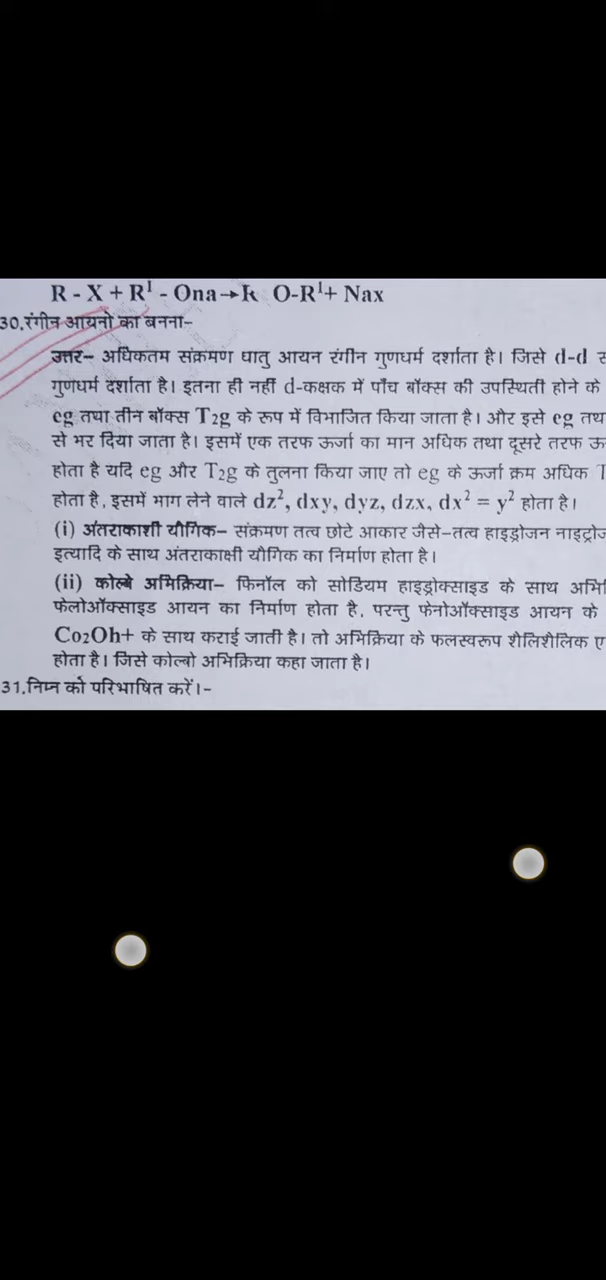 R - X + R¹ - Ona→R O-R¹+ Nax
30.रंगीन आयनो का बनना–
उत्तर– अधिकतम संक्रमण धातु आयन रंगीन गुणधर्म दर्शाता है। जिसे d-d
गुणधर्म दर्शाता है। इतना ही नहीं d-कक्षक में पाँच बॉक्स की उपस्थिती होने के
eg तथा तीन बॉक्स T₂g के रूप में विभाजित किया जाता है। और इसे eg
से भर दिया जाता है। इसमें एक तरफ ऊर्जा का मान अधिक तथा दूसरे तरफ
होता है यदि eg और T₂g के तुलना किया जाए तो eg के ऊर्जा क्रम अधिक
होता है, इसमें भाग लेने वाले dz², dxy, dyz, dzx, dx² = y² होता है।
(i) अंतराकाशी यौगिक– संक्रमण तत्व छोटे आकार जैसे–तत्व हाइड्रोजन
इत्यादि के साथ अंतराकाक्षी यौगिक का निर्माण होता है।
(ii) कोल्बे अभिक्रिया– फिनॉल को सोडियम हाइड्रोक्साइड के साथ
फेलोऑक्साइड आयन का निर्माण होता है, परन्तु फेनोऑक्साइड आयन के
Co₂Oh+ के साथ कराई जाती है। तो अभिक्रिया के फलस्वरूप शैलिशैलिक
होता है। जिसे कोल्बो अभिक्रिया कहा जाता है।
31.निम्न को परिभाषित करें।–